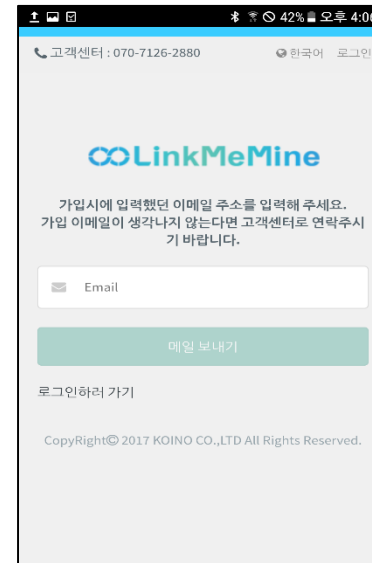 42% 오후 4:06
고객센터 : 070-7126-2880 한국어 로그인
LinkMeMine
가입시에 입력했던 이메일 주소를 입력해 주세요.
가입 이메일이 생각나지 않는다면 고객센터로 연락주시
기 바랍니다.
Email
메일 보내기
로그인하러 가기
CopyRight© 2017 KOINO CO.,LTD All Rights Reserved.